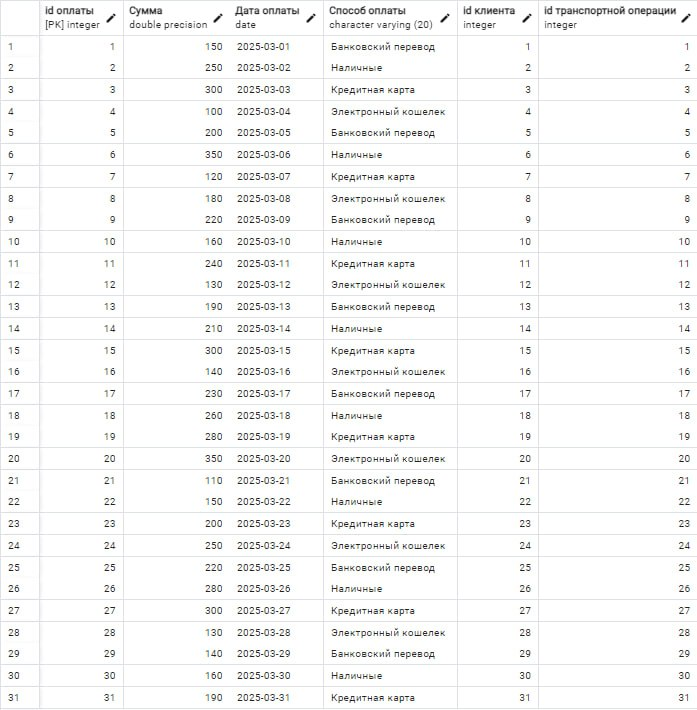 id оплаты Сумма Дата оплаты Способ оплаты id клиента id транспортной операции
[PK] integer double precision date character varying (20) integer integer
1 1 150 2025-03-01 Банковский перевод 1 1
2 2 250 2025-03-02 Наличные 2 2
3 3 300 2025-03-03 Кредитная карта 3 3
4 4 100 2025-03-04 Электронный кошелек 4 4
5 5 200 2025-03-05 Банковский перевод 5 5
6 6 350 2025-03-06 Наличные 6 6
7 7 120 2025-03-07 Кредитная карта 7 7
8 8 180 2025-03-08 Электронный кошелек 8 8
9 9 220 2025-03-09 Банковский перевод 9 9
10 10 160 2025-03-10 Наличные 10 10
11 11 240 2025-03-11 Кредитная карта 11 11
12 12 130 2025-03-12 Электронный кошелек 12 12
13 13 190 2025-03-13 Банковский перевод 13 13
14 14 210 2025-03-14 Наличные 14 14
15 15 300 2025-03-15 Кредитная карта 15 15
16 16 140 2025-03-16 Электронный кошелек 16 16
17 17 230 2025-03-17 Банковский перевод 17 17
18 18 260 2025-03-18 Наличные 18 18
19 19 280 2025-03-19 Кредитная карта 19 19
20 20 350 2025-03-20 Электронный кошелек 20 20
21 21 110 2025-03-21 Банковский перевод 21 21
22 22 150 2025-03-22 Наличные 22 22
23 23 200 2025-03-23 Кредитная карта 23 23
24 24 250 2025-03-24 Электронный кошелек 24 24
25 25 220 2025-03-25 Банковский перевод 25 25
26 26 280 2025-03-26 Наличные 26 26
27 27 300 2025-03-27 Кредитная карта 27 27
28 28 130 2025-03-28 Электронный кошелек 28 28
29 29 140 2025-03-29 Банковский перевод 29 29
30 30 160 2025-03-30 Наличные 30 30
31 31 190 2025-03-31 Кредитная карта 31 31